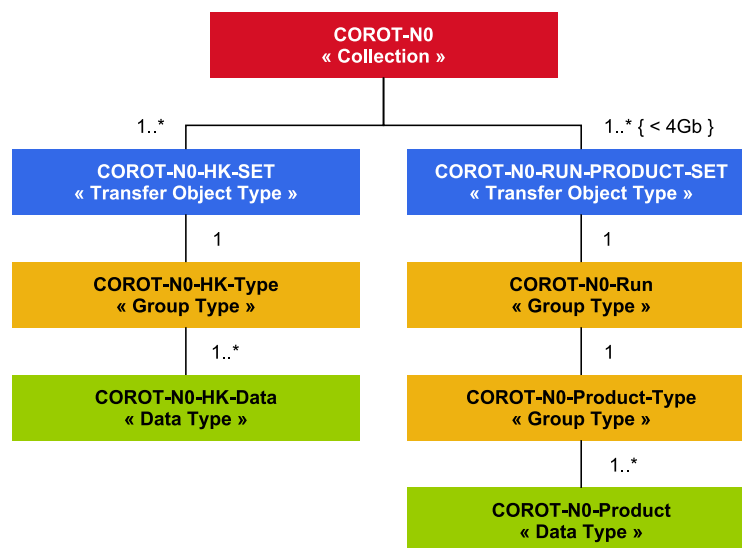 COROT-N0
« Collection »
1..*
1..* { < 4Gb }
COROT-N0-HK-SET
« Transfer Object Type »
COROT-N0-RUN-PRODUCT-SET
« Transfer Object Type »
1
1
COROT-N0-HK-Type
« Group Type »
COROT-N0-Run
« Group Type »
1..*
1
COROT-N0-HK-Data
« Data Type »
COROT-N0-Product-Type
« Group Type »
1..*
COROT-N0-Product
« Data Type »